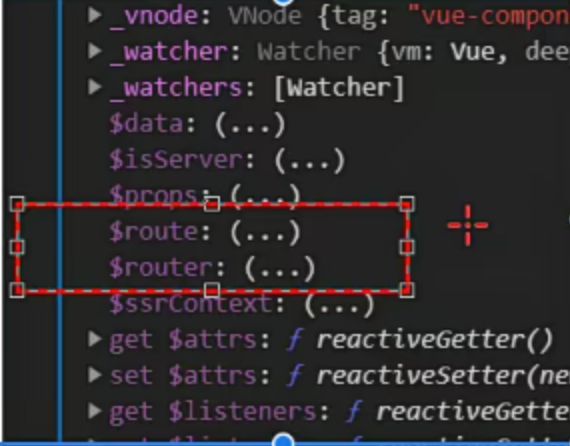 _vnode: VNode {tag: "vue-compon
_watcher: Watcher {vm: Vue, dee
_watchers: [Watcher]
$data: (...)
$isServer: (...)
$props: (...)
$route: (...)
$router: (...)
$ssrContext: (...)
get $attrs: ƒ reactiveGetter()
set $attrs: ƒ reactiveSetter(ne
get $listeners: ƒ reactiveGette